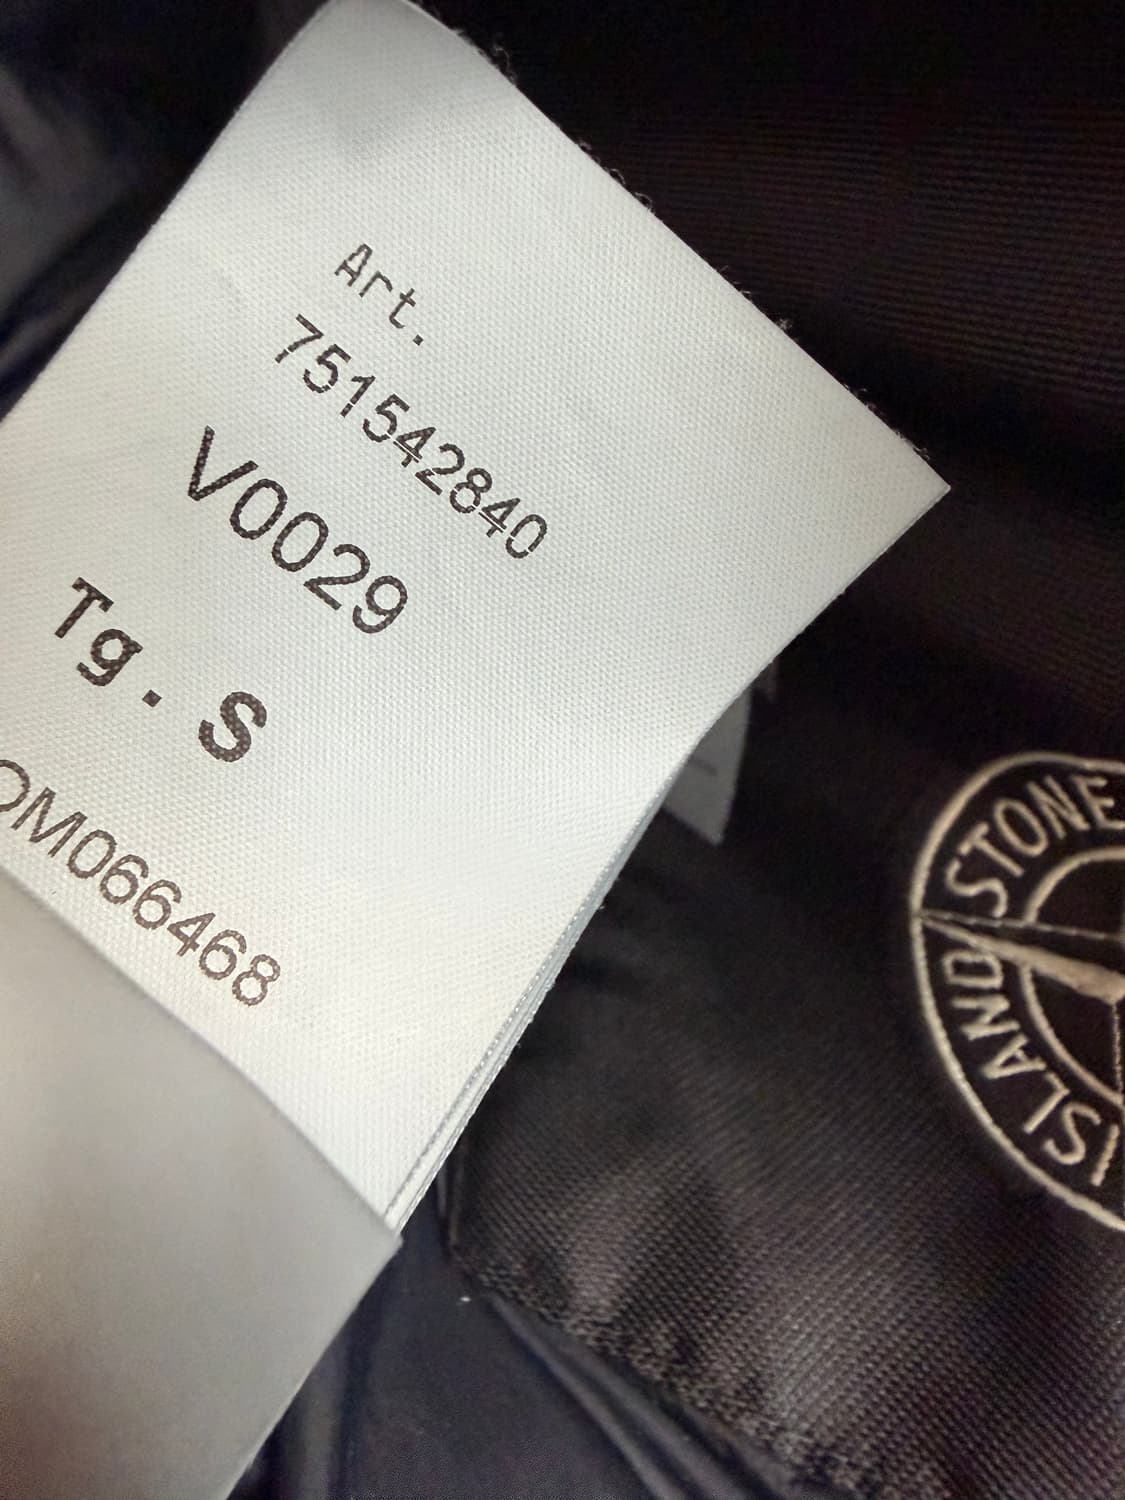 Art.
751542840
V0029
Tg. S
OM066468
STONE
ISLAND